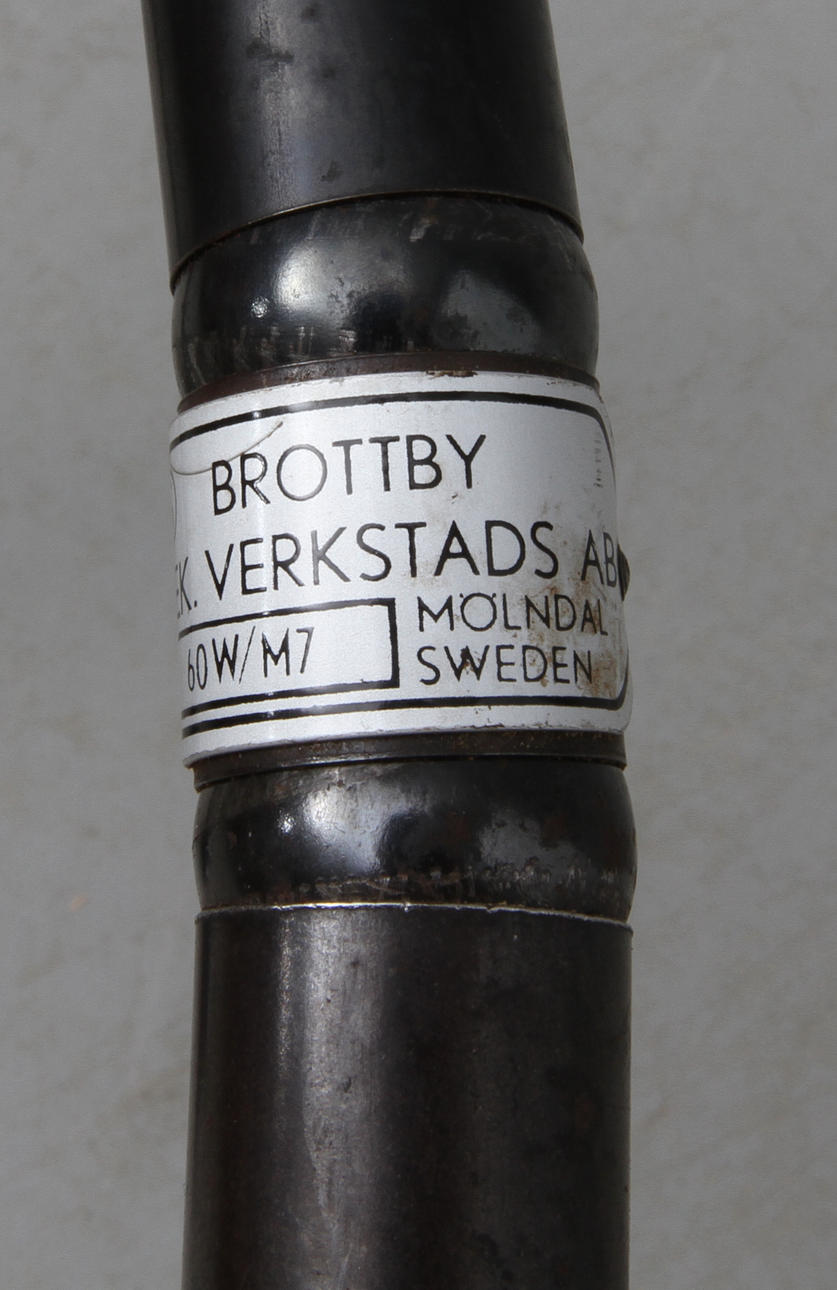 BROTTBY
EK. VERKSTADS AB
MÖLNDAL
60W/M7
SWEDEN